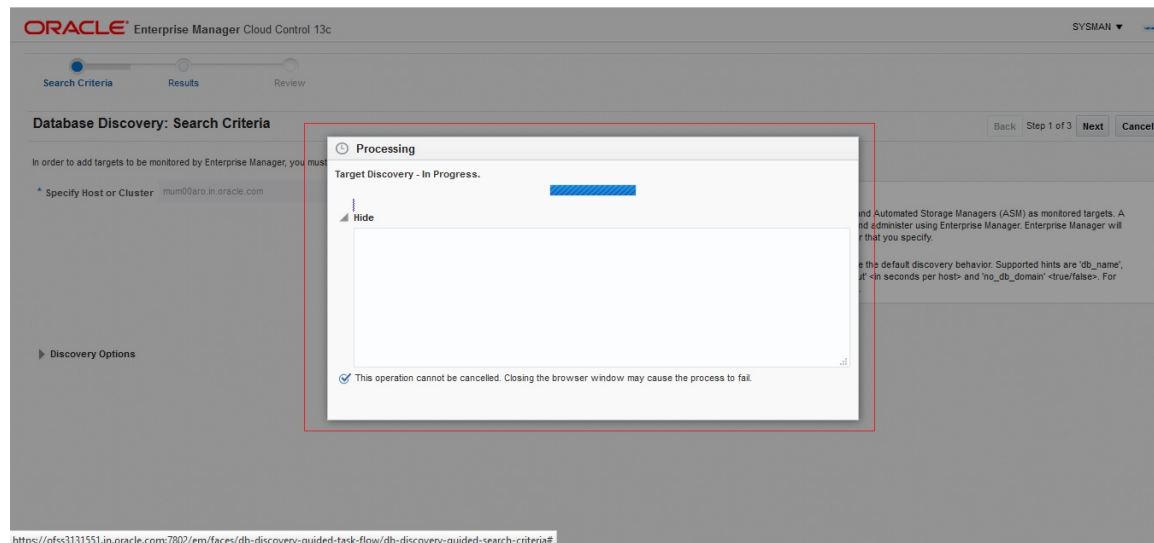 ORACLE Enterprise Manager Cloud Control 13c
SYSMAN
Search Criteria
Results
Review
Database Discovery: Search Criteria
Back Step 1 of 3 Next Cancel
In order to add targets to be monitored by Enterprise Manager, you must
* Specify Host or Cluster mum00aro.in.oracle.com
Processing
Target Discovery - In Progress.
Hide
This operation cannot be cancelled. Closing the browser window may cause the process to fail.
and Automated Storage Managers (ASM) as monitored targets. A
nd administer using Enterprise Manager. Enterprise Manager will
r that you specify.
e the default discovery behavior. Supported hints are 'db_name',
ut' <in seconds per host> and 'no_db_domain' <true/false>. For
Discovery Options
https://ofss3131551.in.oracle.com:7802/em/faces/db-discovery-guided-task-flow/db-discovery-guided-search-criteria#